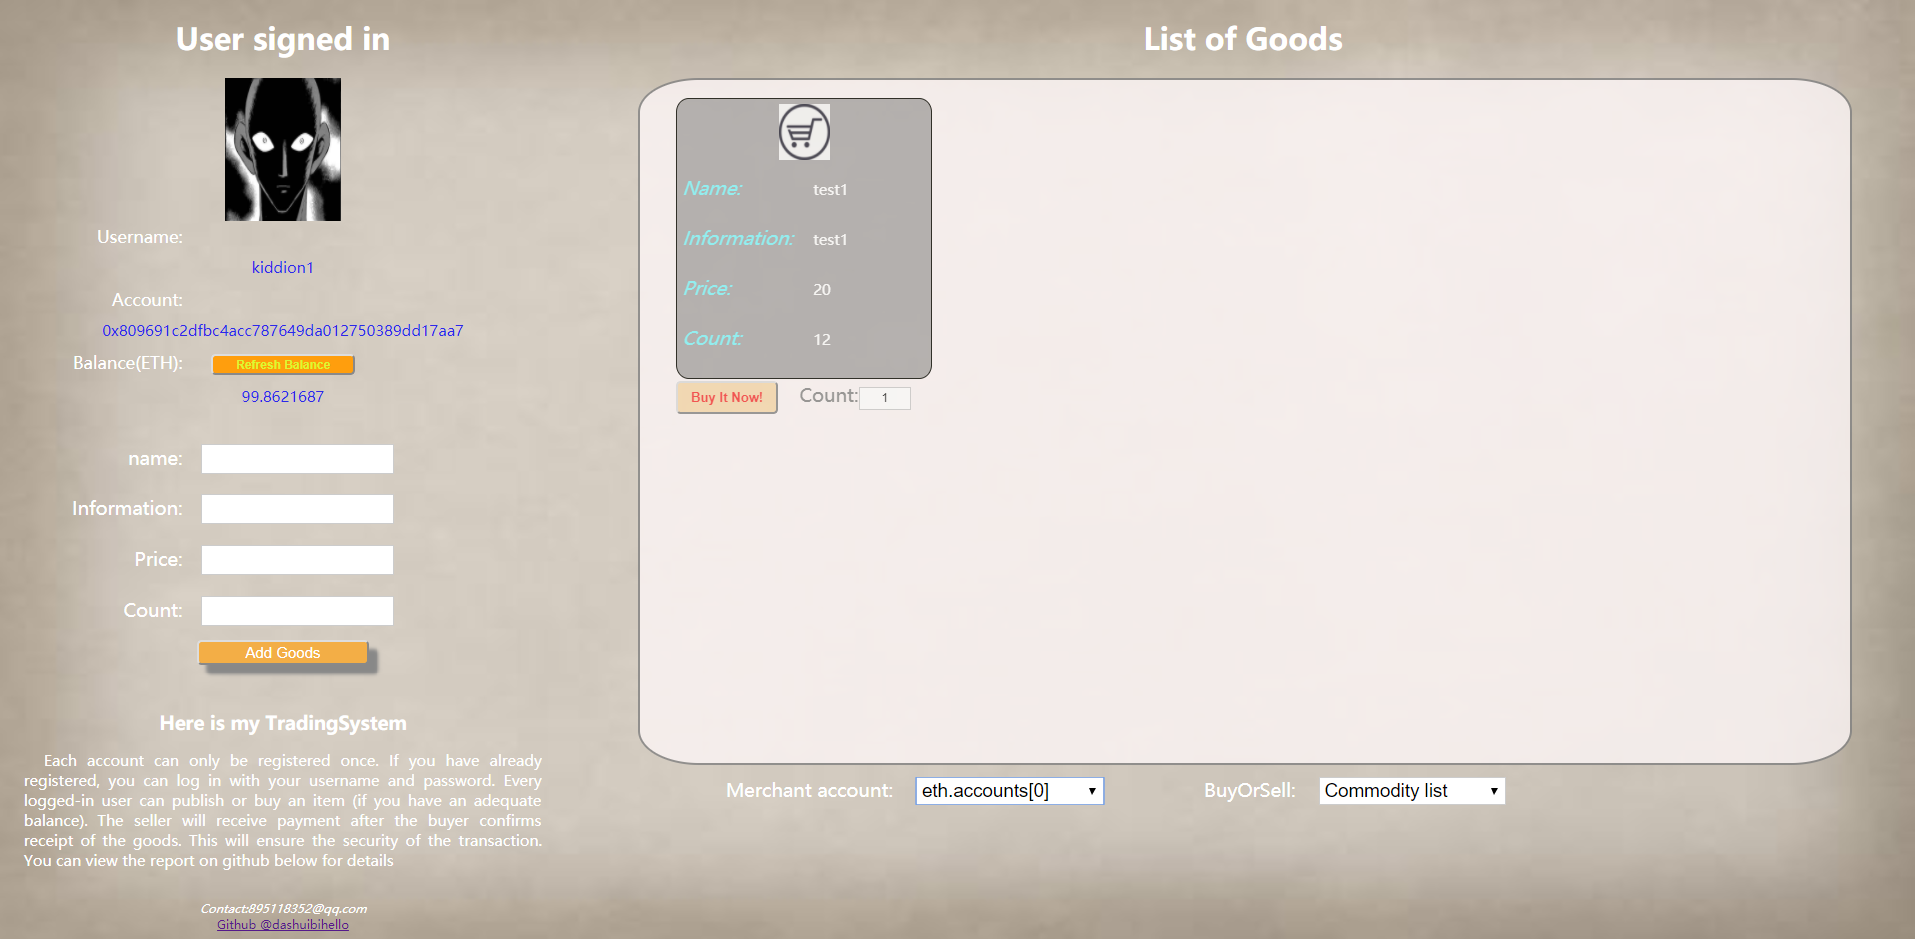 User signed in
Username:
kiddion1
Account:
0x809691c2dfbc4acc787649da012750389dd17aa7
Balance(ETH): Refresh Balance
99.8621687
name:
Information:
Price:
Count:
Add Goods
Here is my TradingSystem
Each account can only be registered once. If you have already
registered, you can log in with your username and password. Every
logged-in user can publish or buy an item (if you have an adequate
balance). The seller will receive payment after the buyer confirms
receipt of the goods. This will ensure the security of the transaction.
You can view the report on github below for details
Contact:895118352@qq.com
Github @dashuibihello
List of Goods
Name: test1
Information: test1
Price: 20
Count: 12
Buy It Now! Count: 1
Merchant account: eth.accounts[0] BuyOrSell: Commodity list